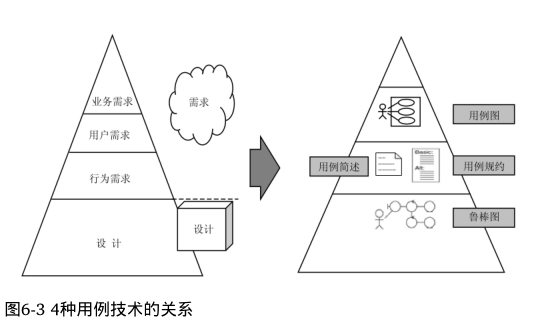 业务需求
需求
用户需求
行为需求
设计
设计
用例图
用例简述
Basic:
Alt:
用例规约
鲁棒图
图6-3 4种用例技术的关系